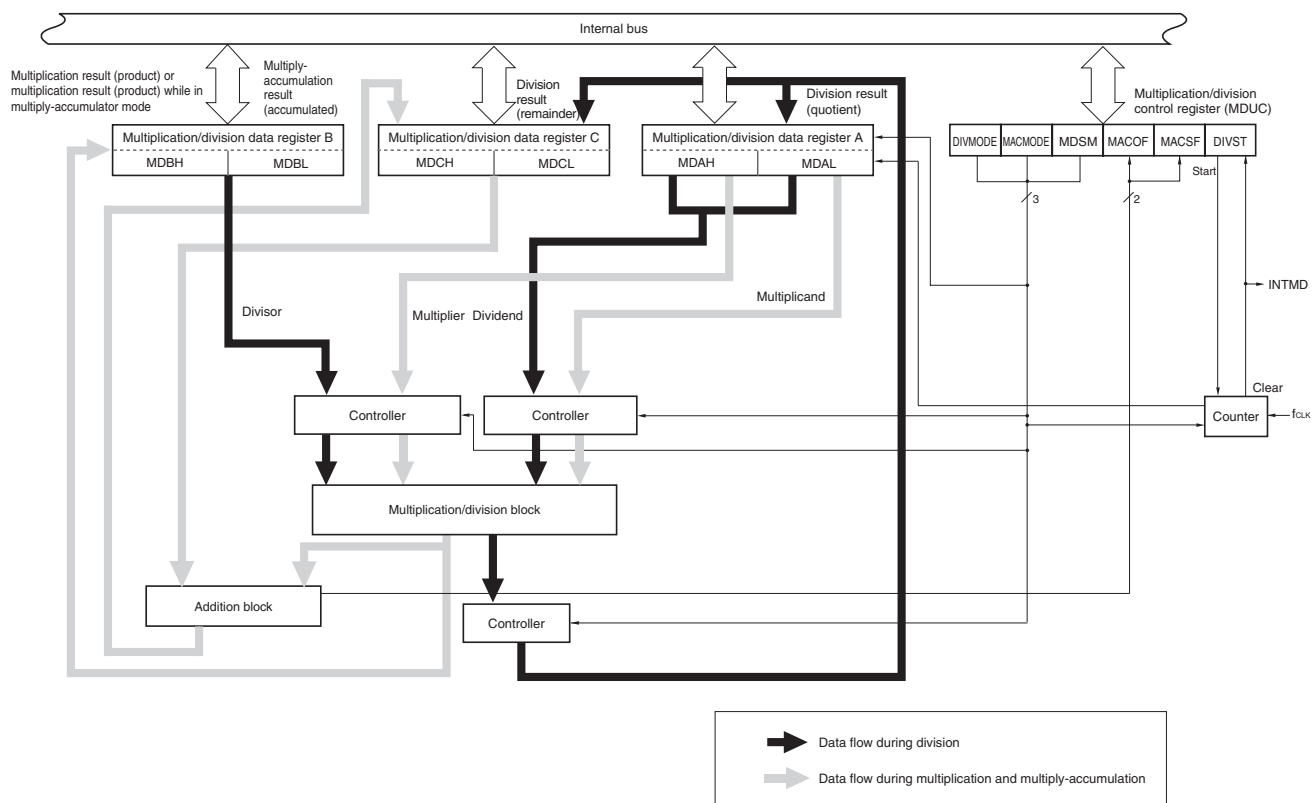 Internal bus
Multiplication result (product) or
multiplication result (product) while in
multiply-accumulator mode
Multiply-
accumulation
result
(accumulated)
Division
result
(remainder)
Division result
(quotient)
Multiplication/division
control register (MDUC)
Multiplication/division data register B
MDBH
MDBL
Multiplication/division data register C
MDCH
MDCL
Multiplication/division data register A
MDAH
MDAL
DIVMODE
MACMODE
MDSM
MACOF
MACSF
DIVST
Start
3
2
INTMD
Divisor
Multiplier
Dividend
Multiplicand
Clear
Controller
Controller
Counter
fCLK
Multiplication/division block
Addition block
Controller
Data flow during division
Data flow during multiplication and multiply-accumulation